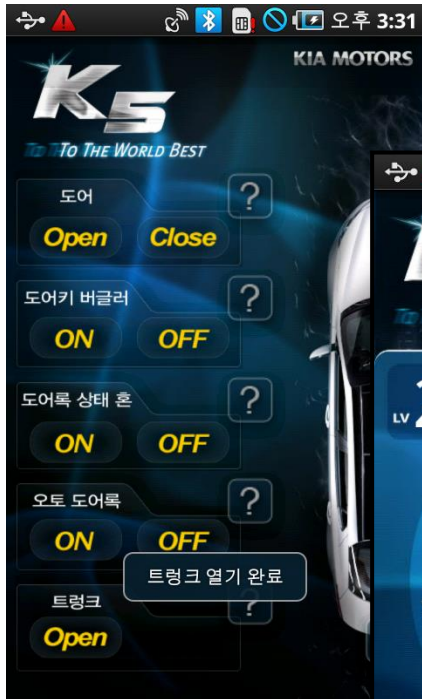 오후 3:31
KIA MOTORS
K5
TO THE WORLD BEST
도어
?
Open Close
도어키 버글러
?
ON OFF
도어록 상태 혼
?
ON OFF
오토 도어록
?
ON OFF
트렁크 열기 완료
트렁크
?
Open
LV